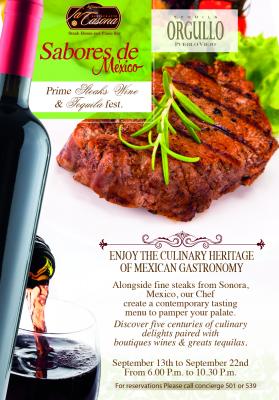 La
Casona
Steak House and Piano Bar
TEQUILA
ORGULLO
PUEBLO VIEJO
Sabores de
México
Prime Steaks Wine
& Tequila fest.
ENJOY THE CULINARY HERITAGE
OF MEXICAN GASTRONOMY
Alongside fine steaks from Sonora,
Mexico, our Chef
create a contemporary tasting
menu to pamper your palate.
Discover five centuries of culinary
delights paired with
boutiques wines & greats tequilas.
September 13th to September 22nd
From 6.00 P.m. to 10.30 P.m.
For reservations Please call concierge 501 or 539